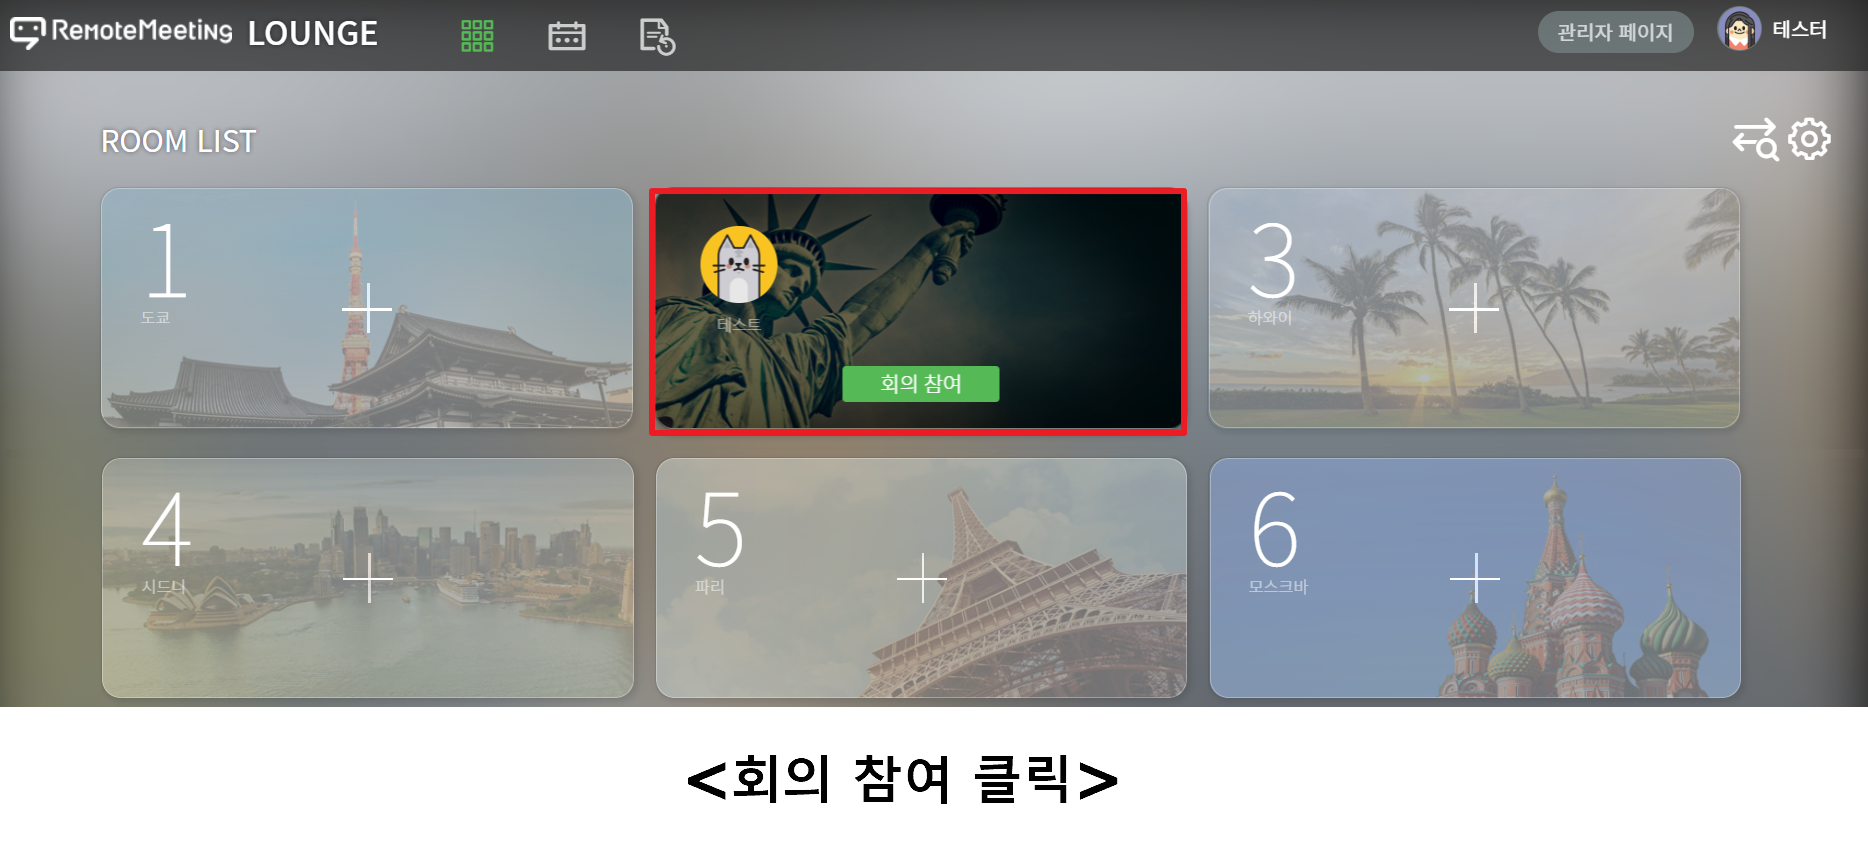 RemoteMeeting LOUNGE
관리자 페이지
테스터
ROOM LIST
1
도쿄
테스트
회의 참여
3
하와이
4
시드니
5
파리
6
모스크바
<회의 참여 클릭>